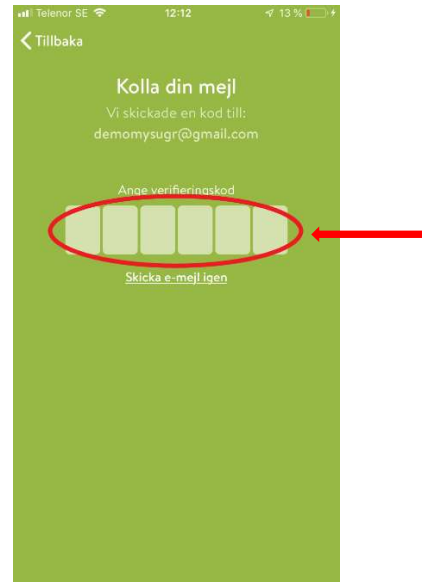 Telenor SE 12:12 13 %
Tillbaka
Kolla din mejl
Vi skickade en kod till:
demomysugr@gmail.com
Ange verifieringskod
Skicka e-mejl igen